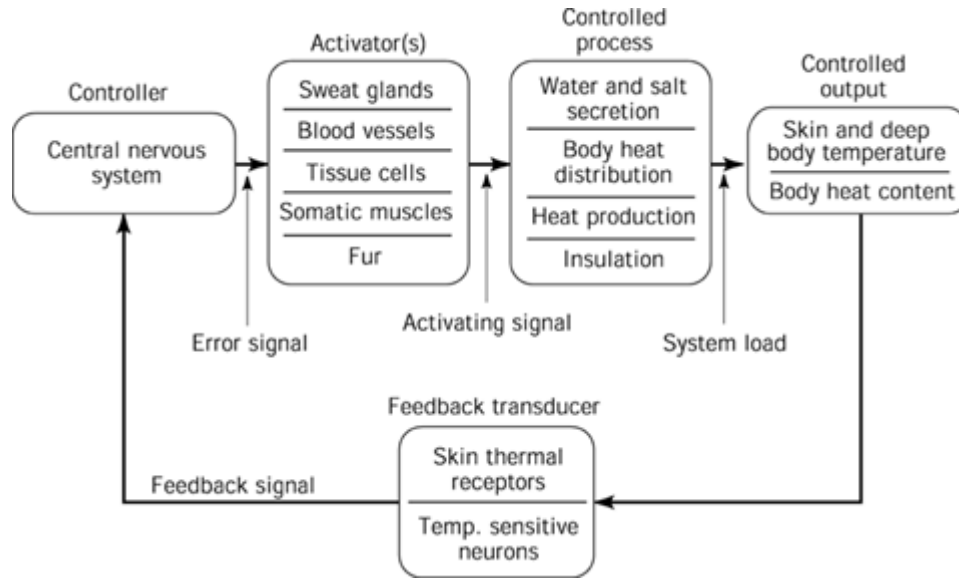 Controller
Central nervous
system
Activator(s)
Sweat glands
Blood vessels
Tissue cells
Somatic muscles
Fur
Controlled
process
Water and salt
secretion
Body heat
distribution
Heat production
Insulation
Controlled
output
Skin and deep
body temperature
Body heat content
Error signal
Activating signal
System load
Feedback transducer
Skin thermal
receptors
Temp. sensitive
neurons
Feedback signal